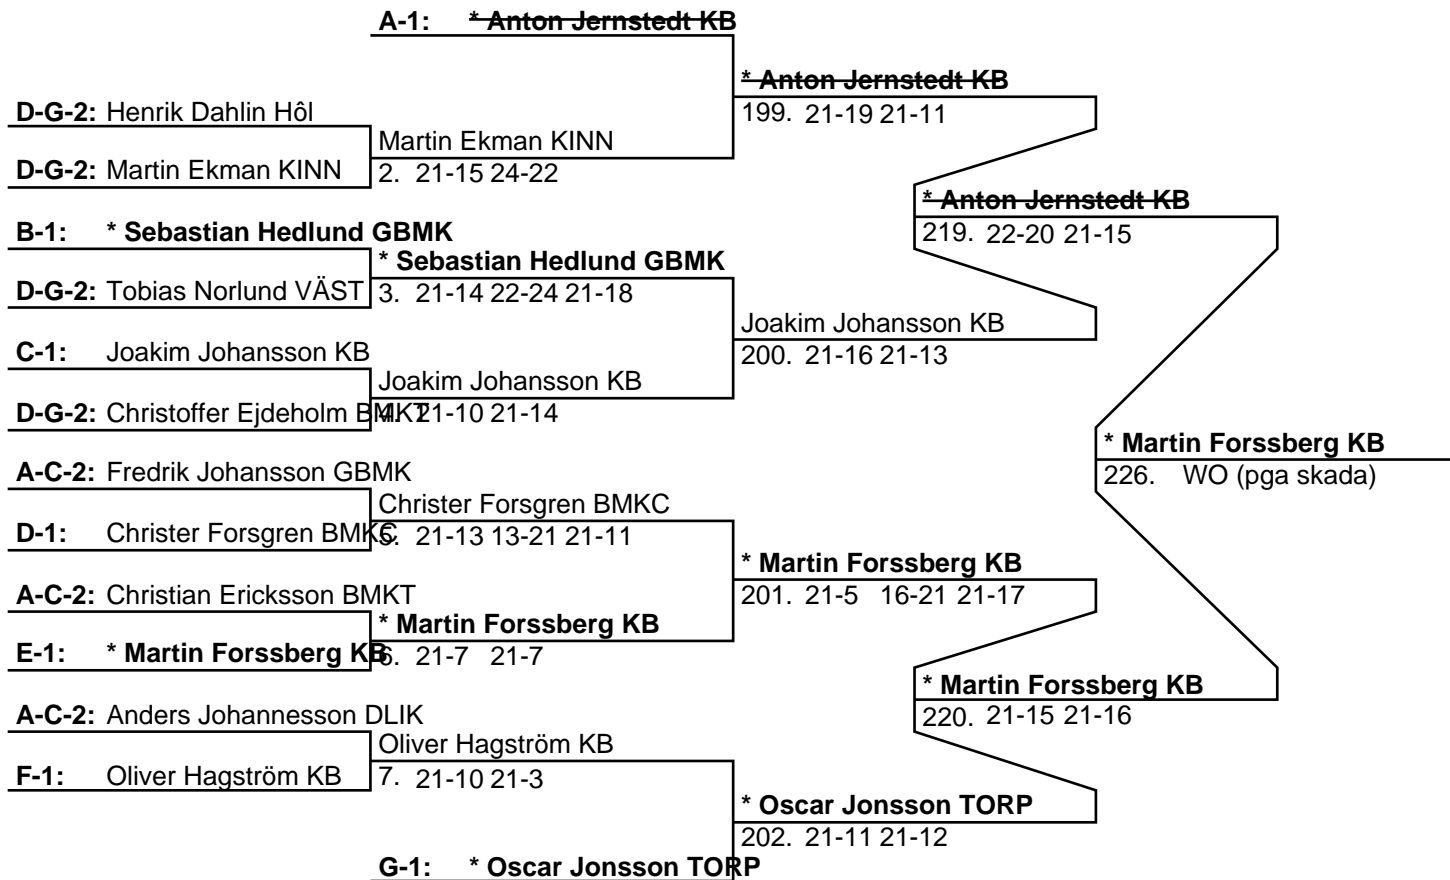 A-1: * Anton Jernstedt KB
* Anton Jernstedt KB
D-G-2: Henrik Dahlin Hôl
199. 21-19 21-11
Martin Ekman KINN
D-G-2: Martin Ekman KINN
2. 21-15 24-22
* Anton Jernstedt KB
B-1: * Sebastian Hedlund GBMK
219. 22-20 21-15
* Sebastian Hedlund GBMK
D-G-2: Tobias Norlund VÄST
3. 21-14 22-24 21-18
Joakim Johansson KB
C-1: Joakim Johansson KB
200. 21-16 21-13
Joakim Johansson KB
D-G-2: Christoffer Ejdeholm BMKT
4. 21-10 21-14
* Martin Forssberg KB
A-C-2: Fredrik Johansson GBMK
226. WO (pga skada)
Christer Forsgren BMKC
D-1: Christer Forsgren BMKC
5. 21-13 13-21 21-11
* Martin Forssberg KB
A-C-2: Christian Ericksson BMKT
201. 21-5 16-21 21-17
* Martin Forssberg KB
E-1: * Martin Forssberg KB
6. 21-7 21-7
* Martin Forssberg KB
A-C-2: Anders Johannesson DLIK
220. 21-15 21-16
Oliver Hagström KB
F-1: Oliver Hagström KB
7. 21-10 21-3
* Oscar Jonsson TORP
202. 21-11 21-12
G-1: * Oscar Jonsson TORP